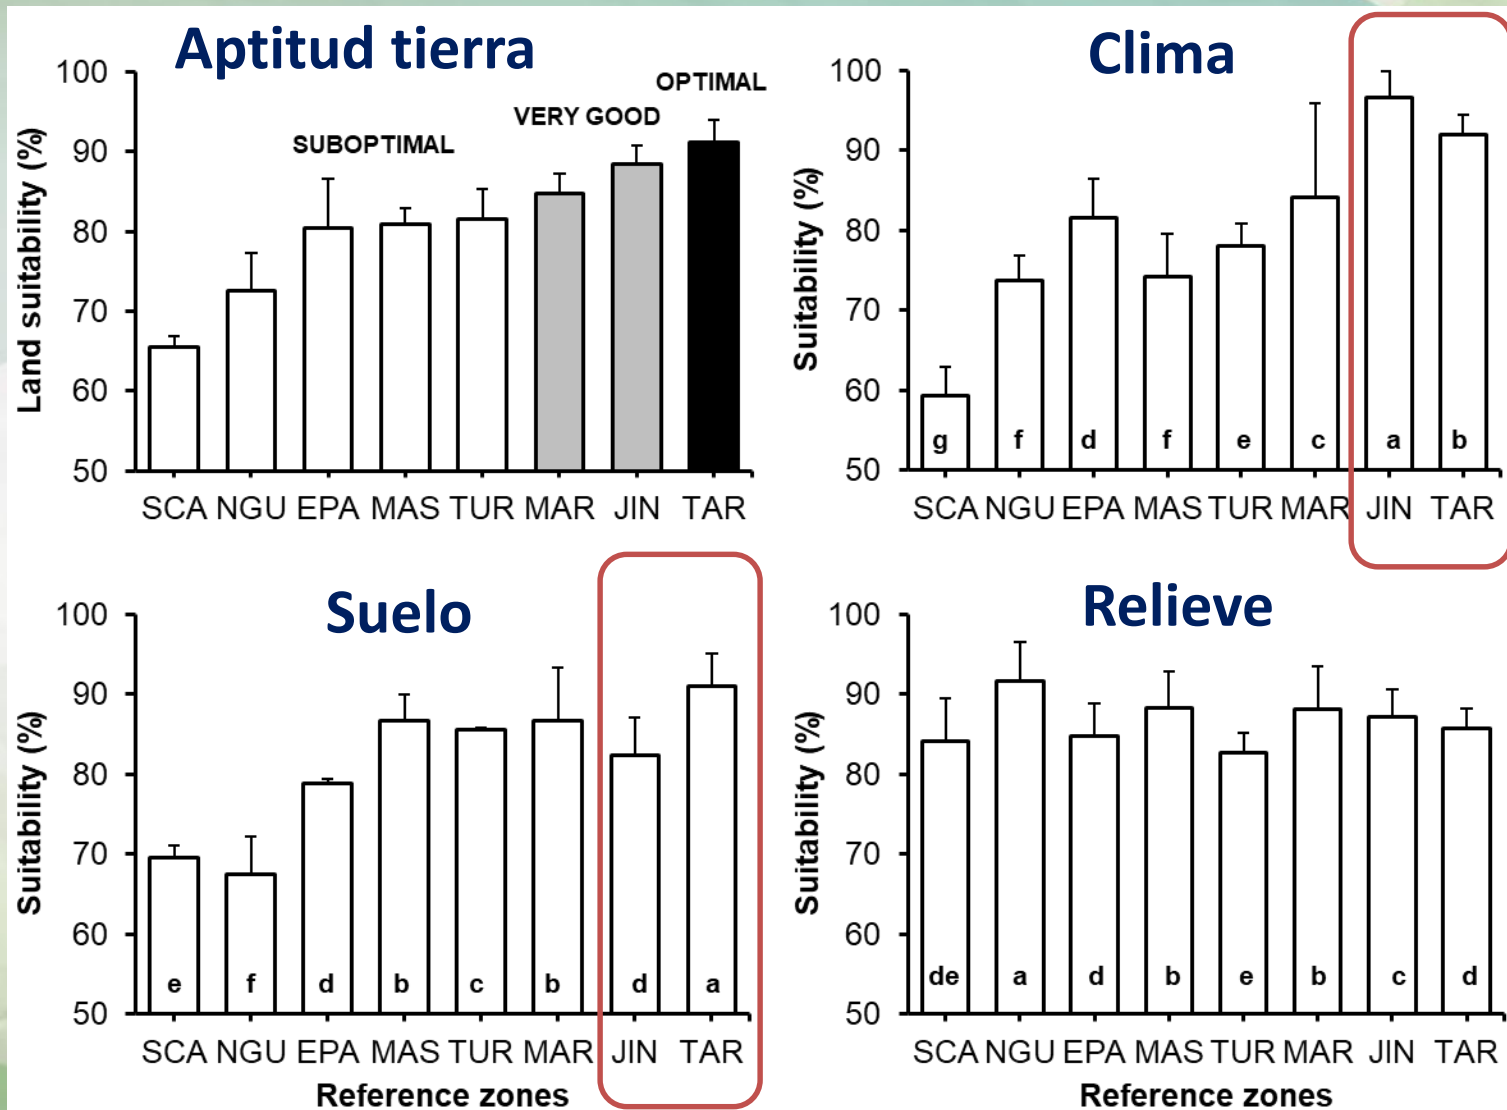 Aptitud tierra
Land suitability (%)
100
90
80
70
60
50
SUBOPTIMAL
VERY GOOD
OPTIMAL
SCA NGU EPA MAS TUR MAR JIN TAR
Clima
Suitability (%)
100
90
80
70
60
50
g f d f e c a b
SCA NGU EPA MAS TUR MAR JIN TAR
Suelo
Suitability (%)
100
90
80
70
60
50
e f d b c b d a
SCA NGU EPA MAS TUR MAR JIN TAR
Reference zones
Relieve
Suitability (%)
100
90
80
70
60
50
de a d b e b c d
SCA NGU EPA MAS TUR MAR JIN TAR
Reference zones